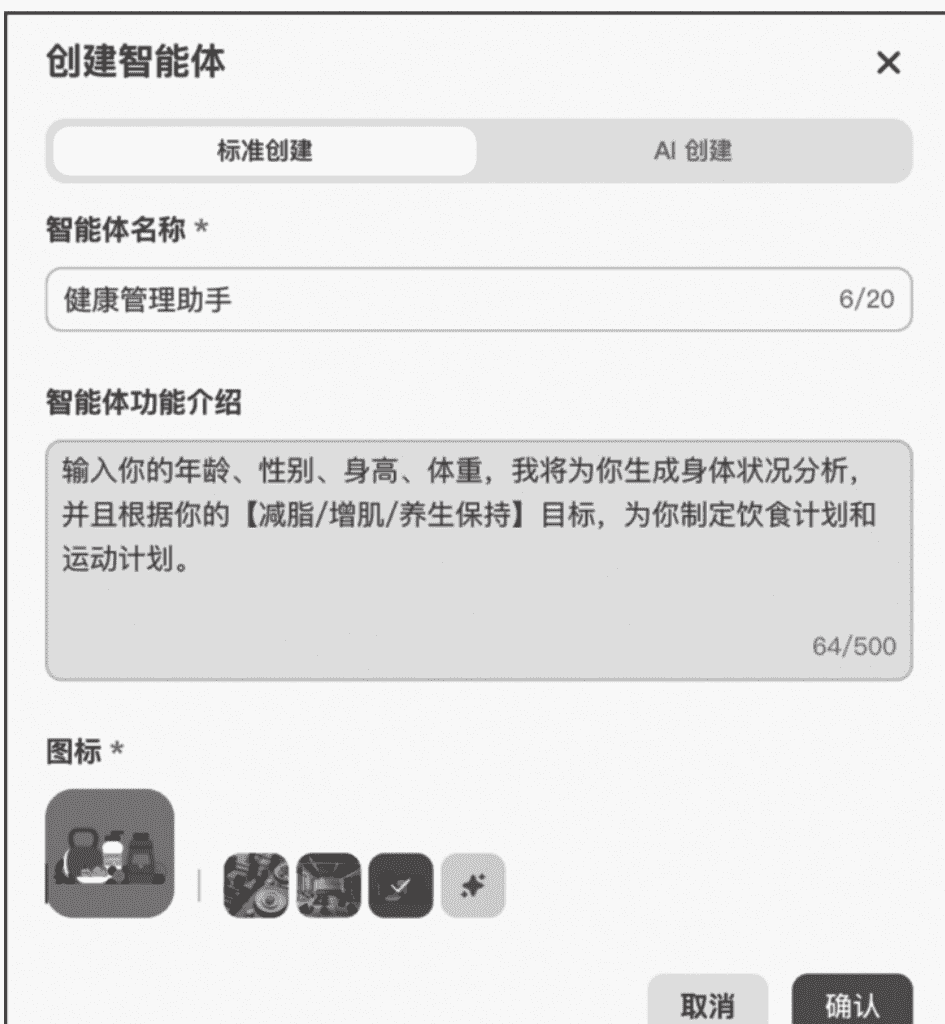 创建智能体
标准创建
AI 创建
智能体名称 *
健康管理助手
6/20
智能体功能介绍
输入你的年龄、性别、身高、体重，我将为你生成身体状况分析，
并且根据你的【减脂/增肌/养生保持】目标，为你制定饮食计划和
运动计划。
64/500
图标 *
取消
确认